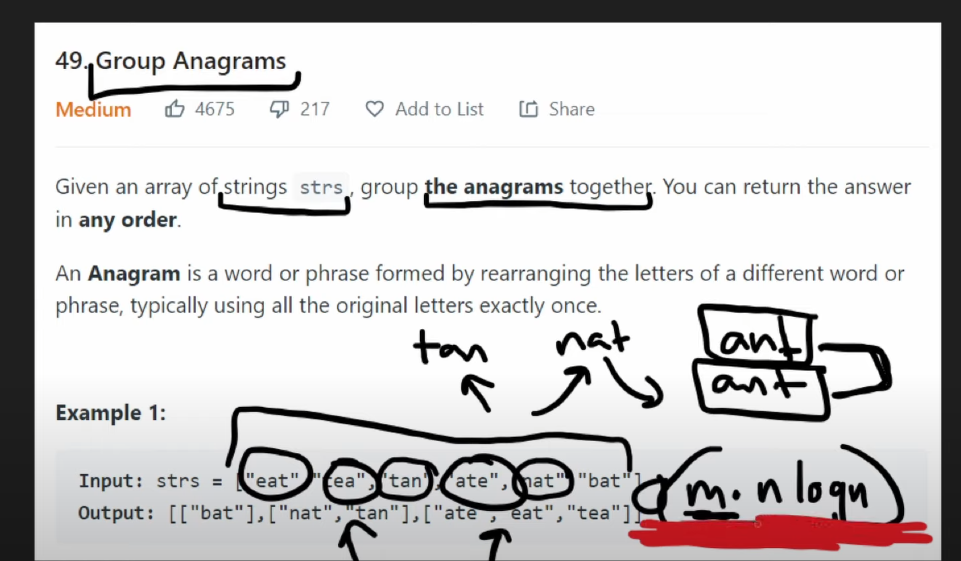 49. Group Anagrams
Medium 4675 217 Add to List Share
Given an array of strings strs, group the anagrams together. You can return the answer
in any order.
An Anagram is a word or phrase formed by rearranging the letters of a different word or
phrase, typically using all the original letters exactly once.
tan nat ant
ant
Example 1:
Input: strs = ["eat","tea","tan","ate","nat","bat"]
Output: [["bat"],["nat","tan"],["ate","eat","tea"]]
O(m. n logn)